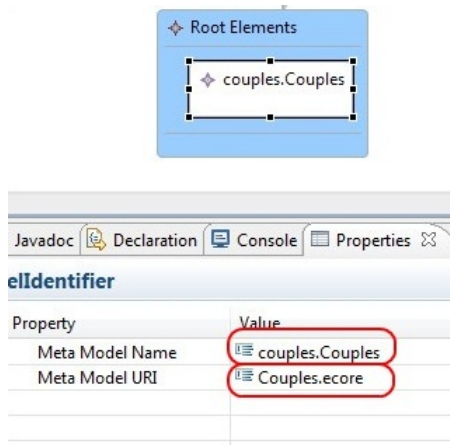 Root Elements
couples.Couples
Javadoc Declaration Console Properties
elIdentifier
Property Value
Meta Model Name couples.Couples
Meta Model URI Couples.ecore